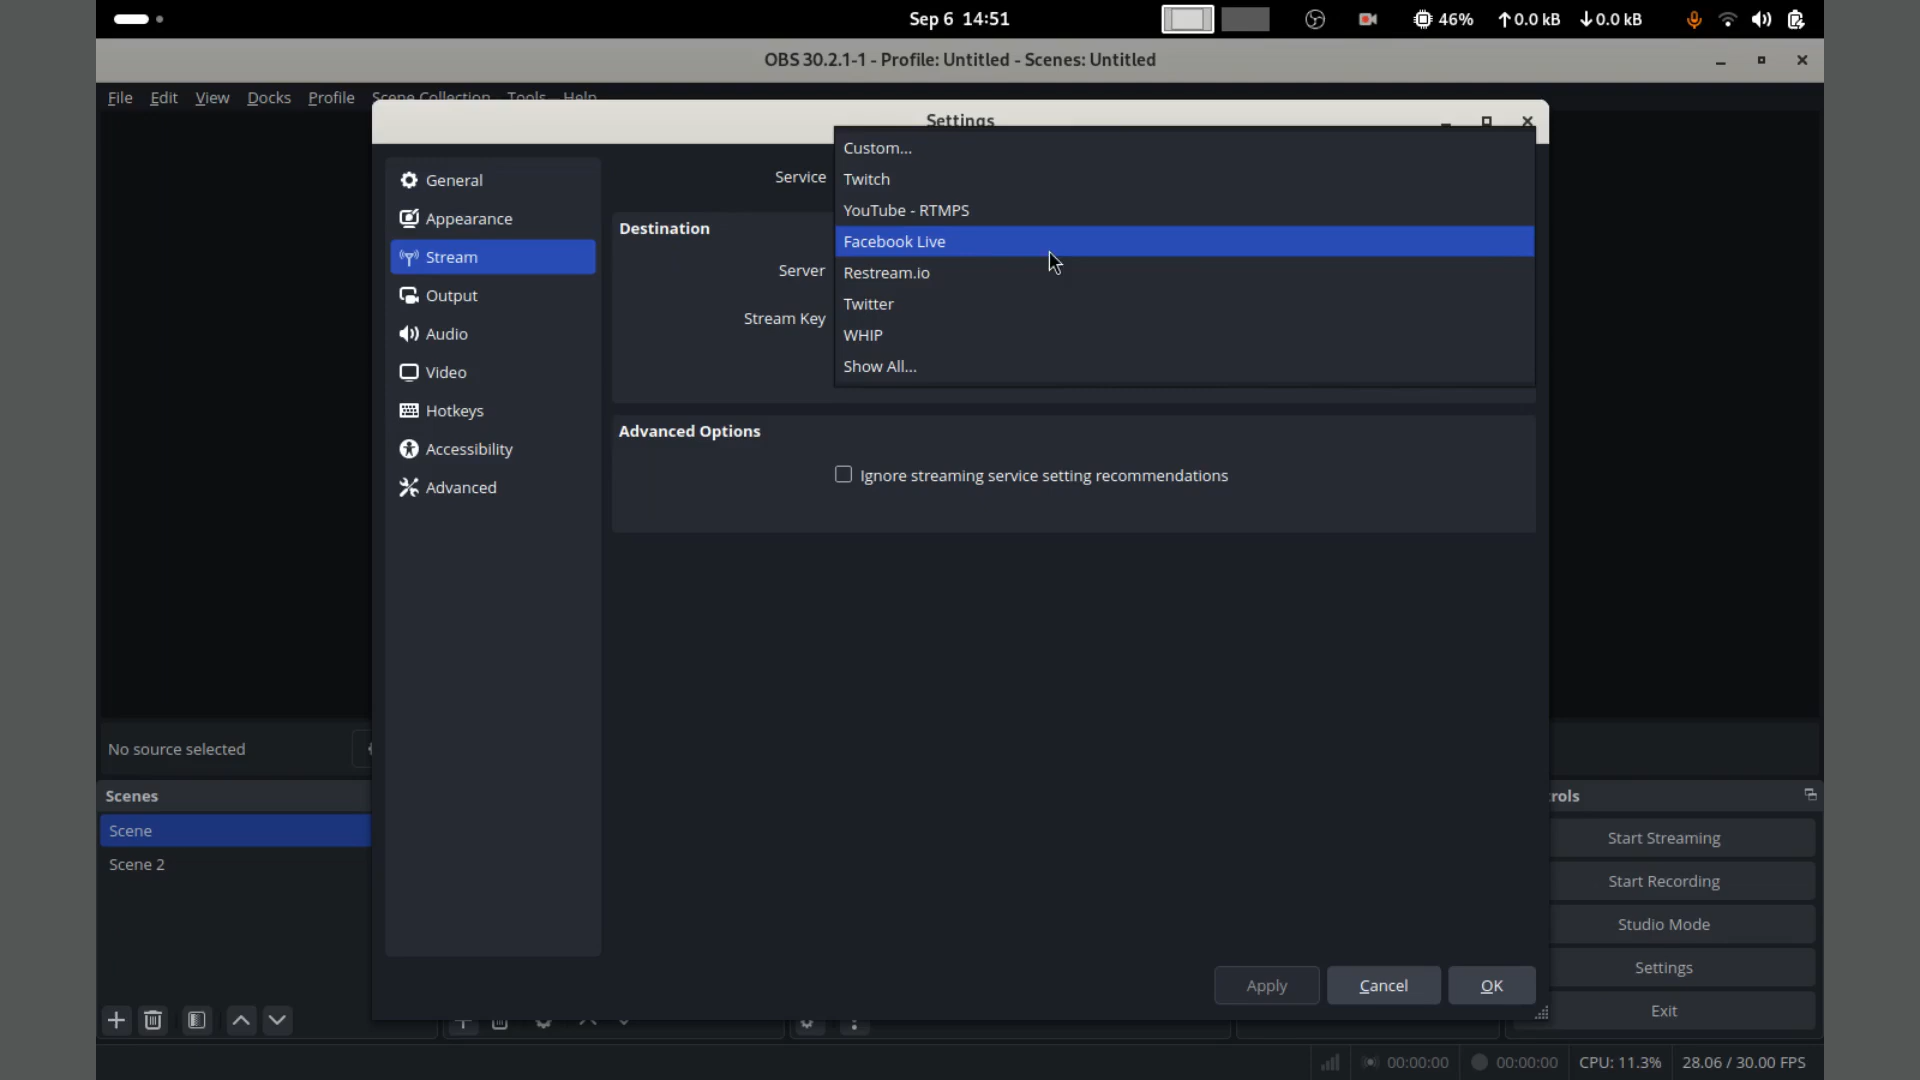 Sep 6 14:51
46% 0.0 kB 0.0 kB
OBS 30.2.1-1 - Profile: Untitled - Scenes: Untitled
File Edit View Docks Profile Scene Collection Tools Help
Settings
General
Appearance
Stream
Output
Audio
Video
Hotkeys
Accessibility
Advanced
Service
Custom...
Twitch
YouTube - RTMPS
Facebook Live
Restream.io
Twitter
WHIP
Show All...
Destination
Server
Stream Key
Advanced Options
Ignore streaming service setting recommendations
Apply Cancel OK
No source selected
Scenes
Scene
Scene 2
rols
Start Streaming
Start Recording
Studio Mode
Settings
Exit
00:00:00 00:00:00 CPU: 11.3% 28.06 / 30.00 FPS